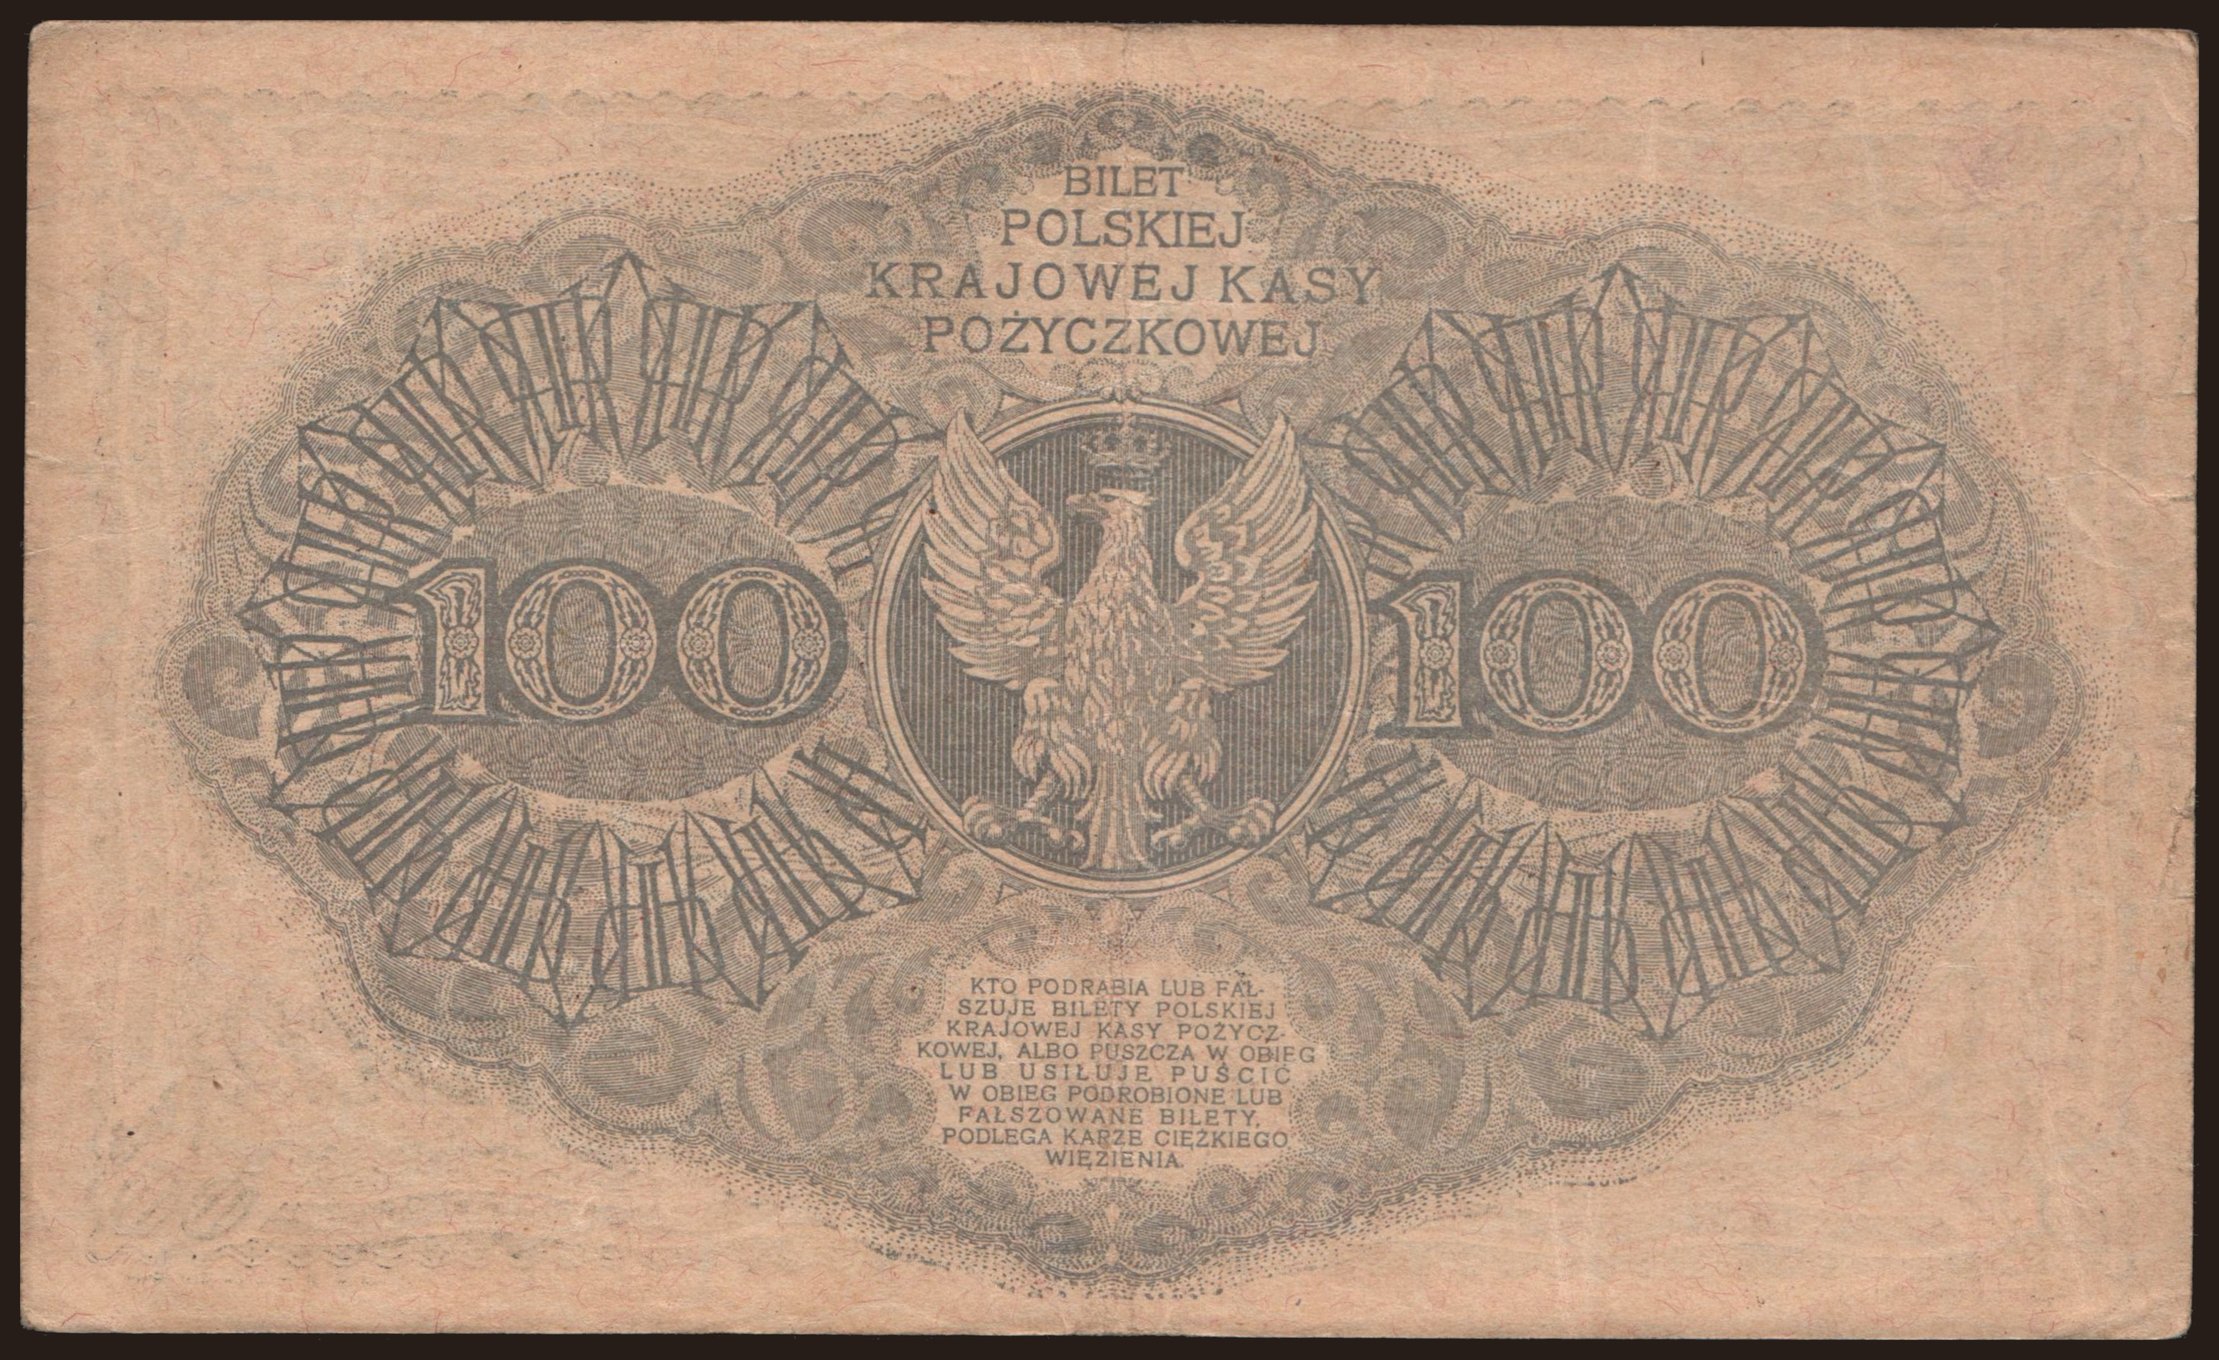 BILET
POLSKIEJ
KRAJOWEJ KASY
POŻYCZKOWEJ
100 100
KTO PODRABIA LUB FAŁ-
SZUJE BILETY POLSKIEJ
KRAJOWEJ KASY POŻYCZ-
KOWEJ, ALBO PUSZCZA W OBIEG
LUB USIŁUJE PUŚCIĆ
W OBIEG PODROBIONE LUB
FAŁSZOWANE BILETY,
PODLEGA KARZE CIĘŻKIEGO
WIĘZIENIA.